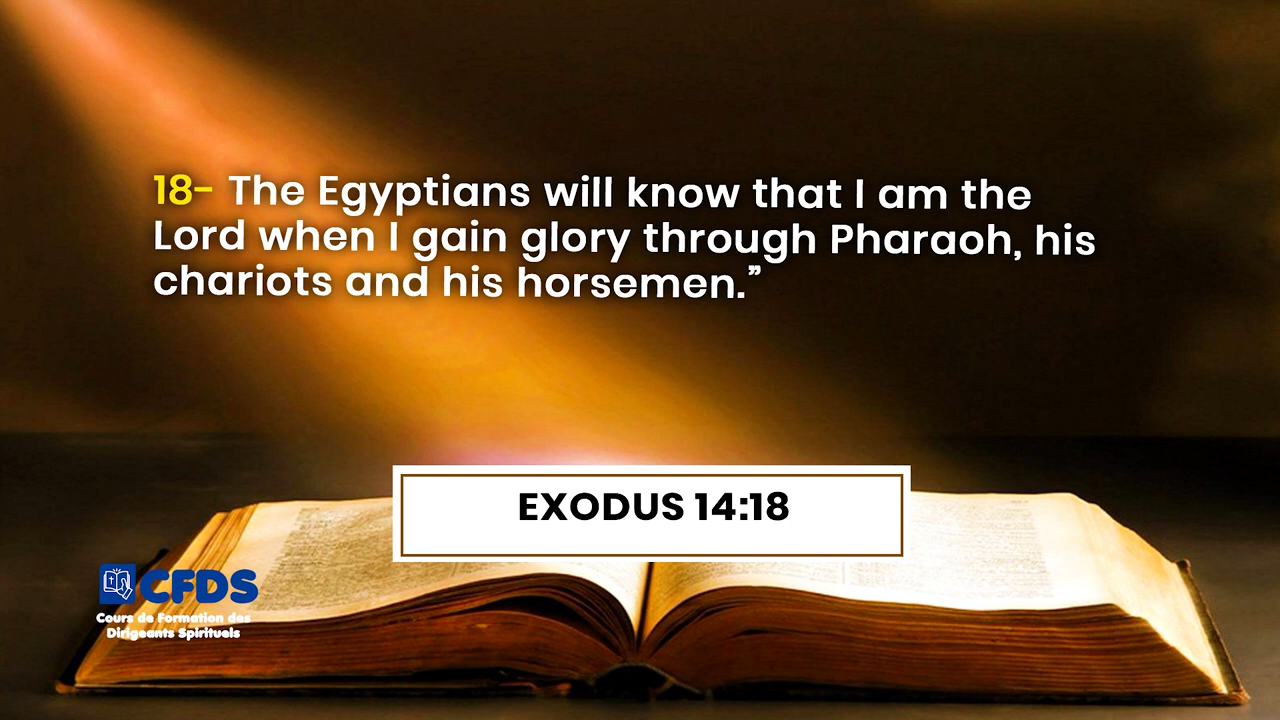 18- The Egyptians will know that I am the
Lord when I gain glory through Pharaoh, his
chariots and his horsemen.”
EXODUS 14:18
CFDS
Cours de Formation des
Dirigeants Spirituels